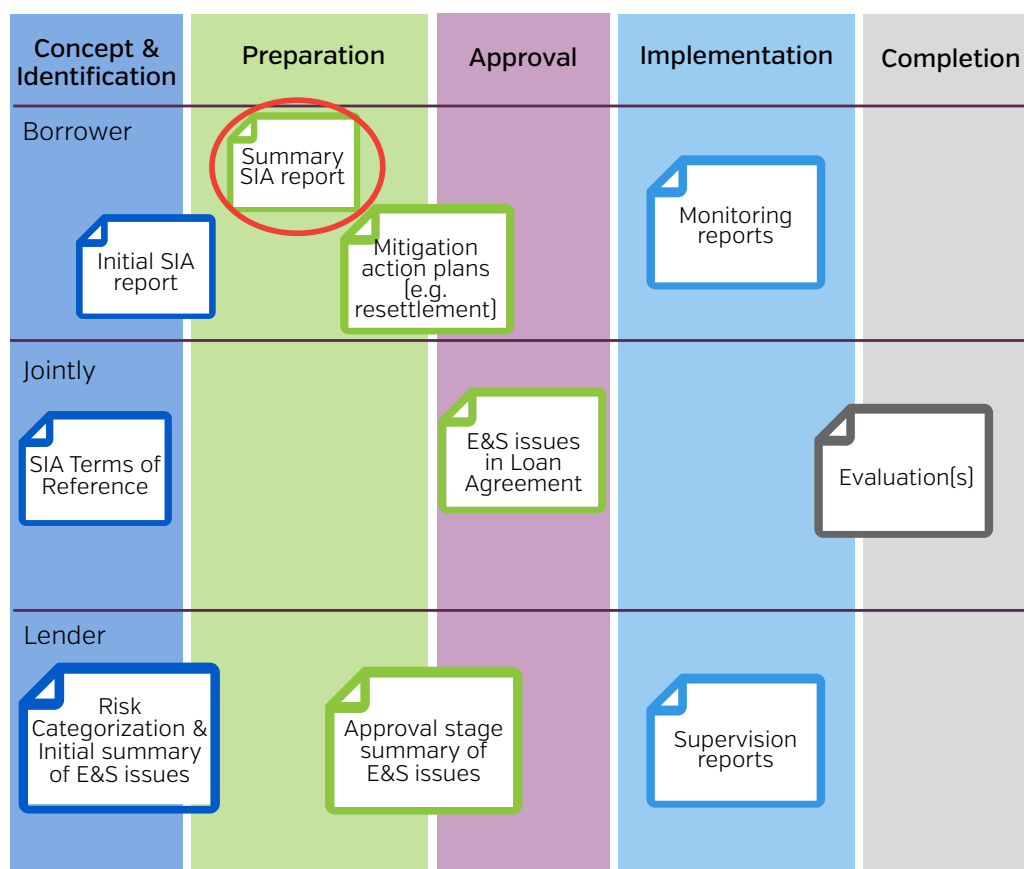 Concept &
Identification
Preparation
Approval
Implementation
Completion
Borrower
Summary
SIA report
Initial SIA
report
Mitigation
action plans
(e.g.
resettlement)
Monitoring
reports
Jointly
SIA Terms of
Reference
E&S issues
in Loan
Agreement
Evaluation(s)
Lender
Risk
Categorization &
Initial summary
of E&S issues
Approval stage
summary of
E&S issues
Supervision
reports